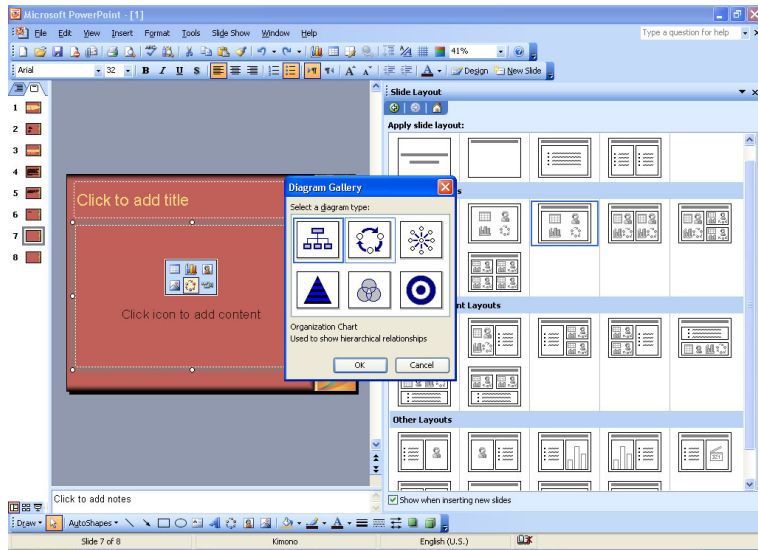 Microsoft PowerPoint - [1]
File Edit View Insert Format Tools Slide Show Window Help
Type a question for help
41%
Arial 32 B I U S A A A Design New Slide
Slide Layout
Apply slide layout:
1
2
3
4
5
6
7
8
Click to add title
Click icon to add content
Diagram Gallery
Select a diagram type:
Organization Chart
Used to show hierarchical relationships
OK Cancel
s
nt Layouts
Other Layouts
Click to add notes
Show when inserting new slides
Draw AutoShapes A
Slide 7 of 8 Kimono English (U.S.)